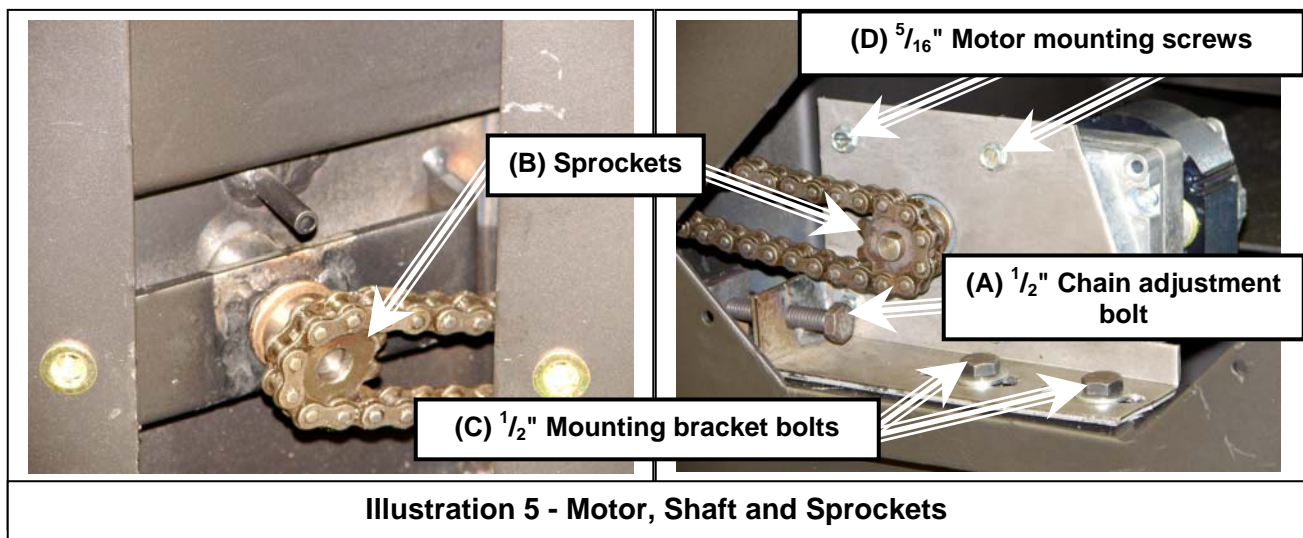 (D) 5/16" Motor mounting screws
(B) Sprockets
(A) 1/2" Chain adjustment
bolt
(C) 1/2" Mounting bracket bolts
Illustration 5 - Motor, Shaft and Sprockets